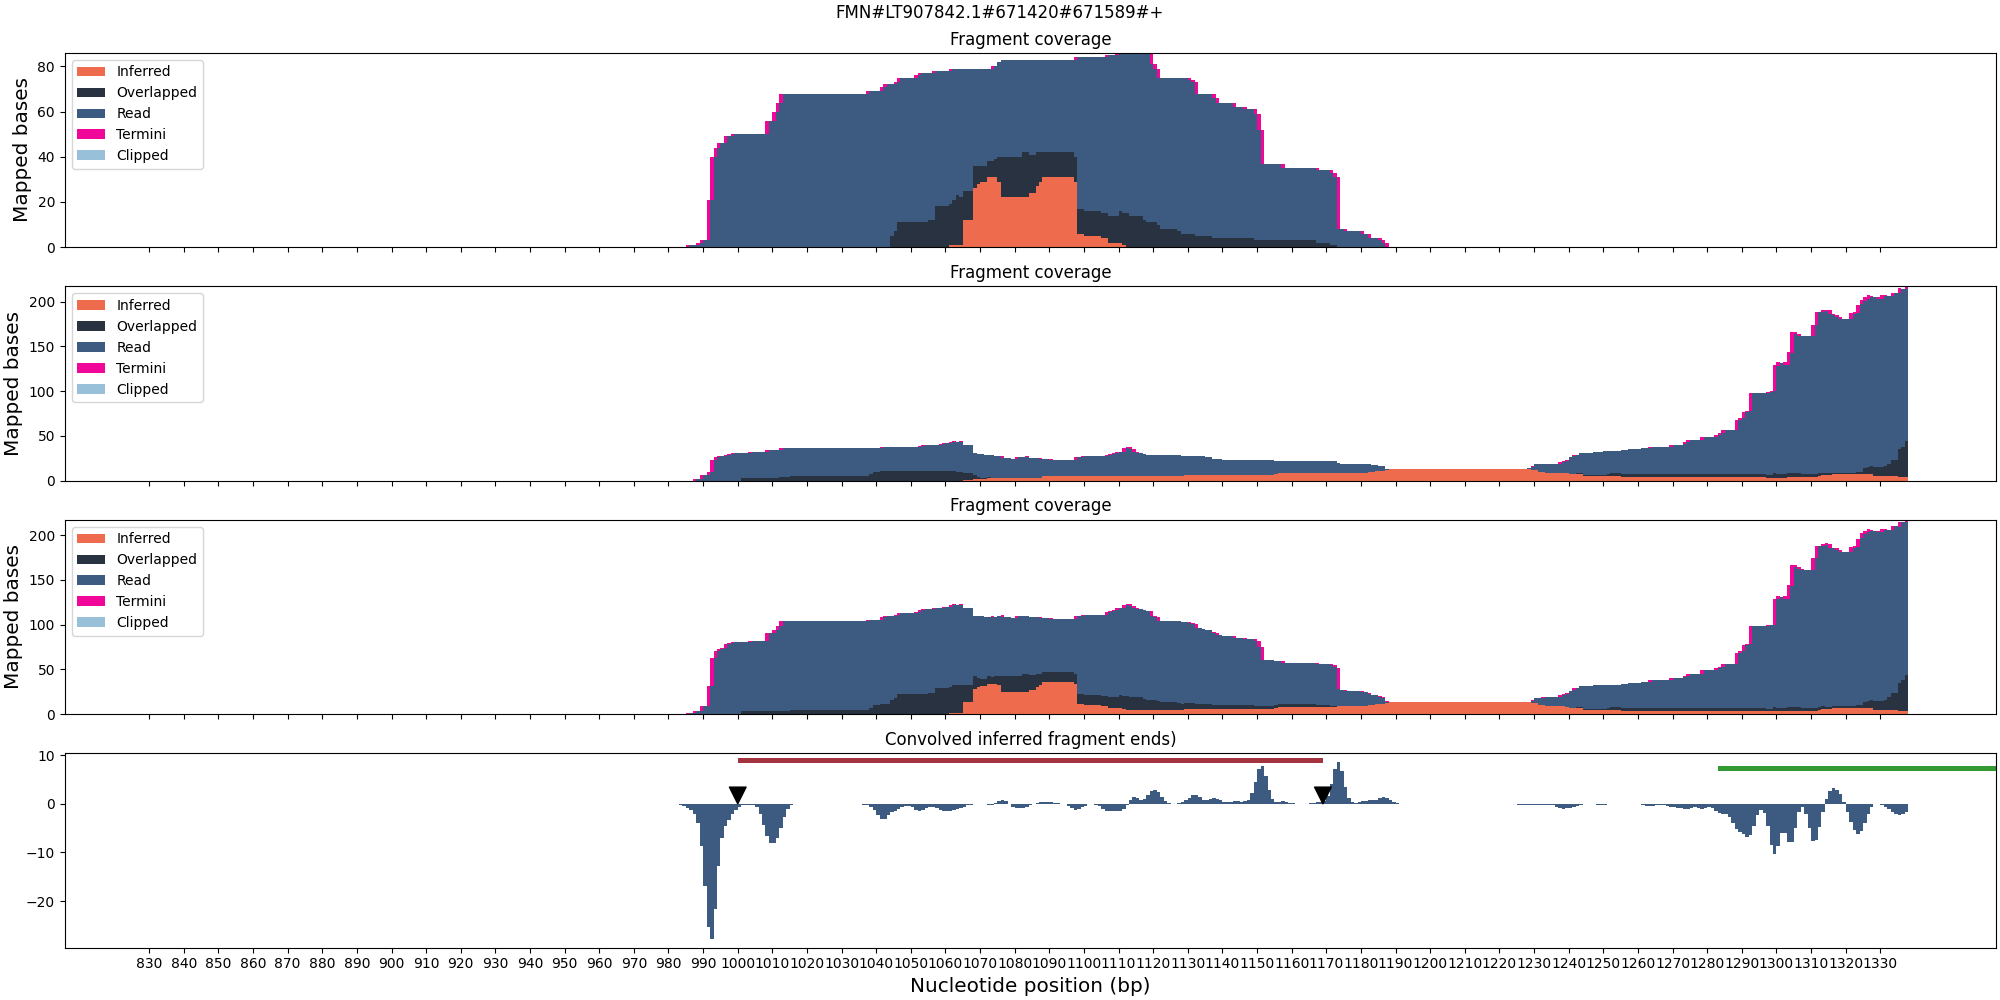 FMN#LT907842.1#671420#671589#+
Fragment coverage
Mapped bases
80
60
40
20
0
Inferred
Overlapped
Read
Termini
Clipped
Fragment coverage
Mapped bases
200
150
100
50
0
Inferred
Overlapped
Read
Termini
Clipped
Fragment coverage
Mapped bases
200
150
100
50
0
Inferred
Overlapped
Read
Termini
Clipped
Convolved inferred fragment ends)
10
0
−10
−20
830 840 850 860 870 880 890 900 910 920 930 940 950 960 970 980 990 1000 1010 1020 1030 1040 1050 1060 1070 1080 1090 1100 1110 1120 1130 1140 1150 1160 1170 1180 1190 1200 1210 1220 1230 1240 1250 1260 1270 1280 1290 1300 1310 1320 1330
Nucleotide position (bp)